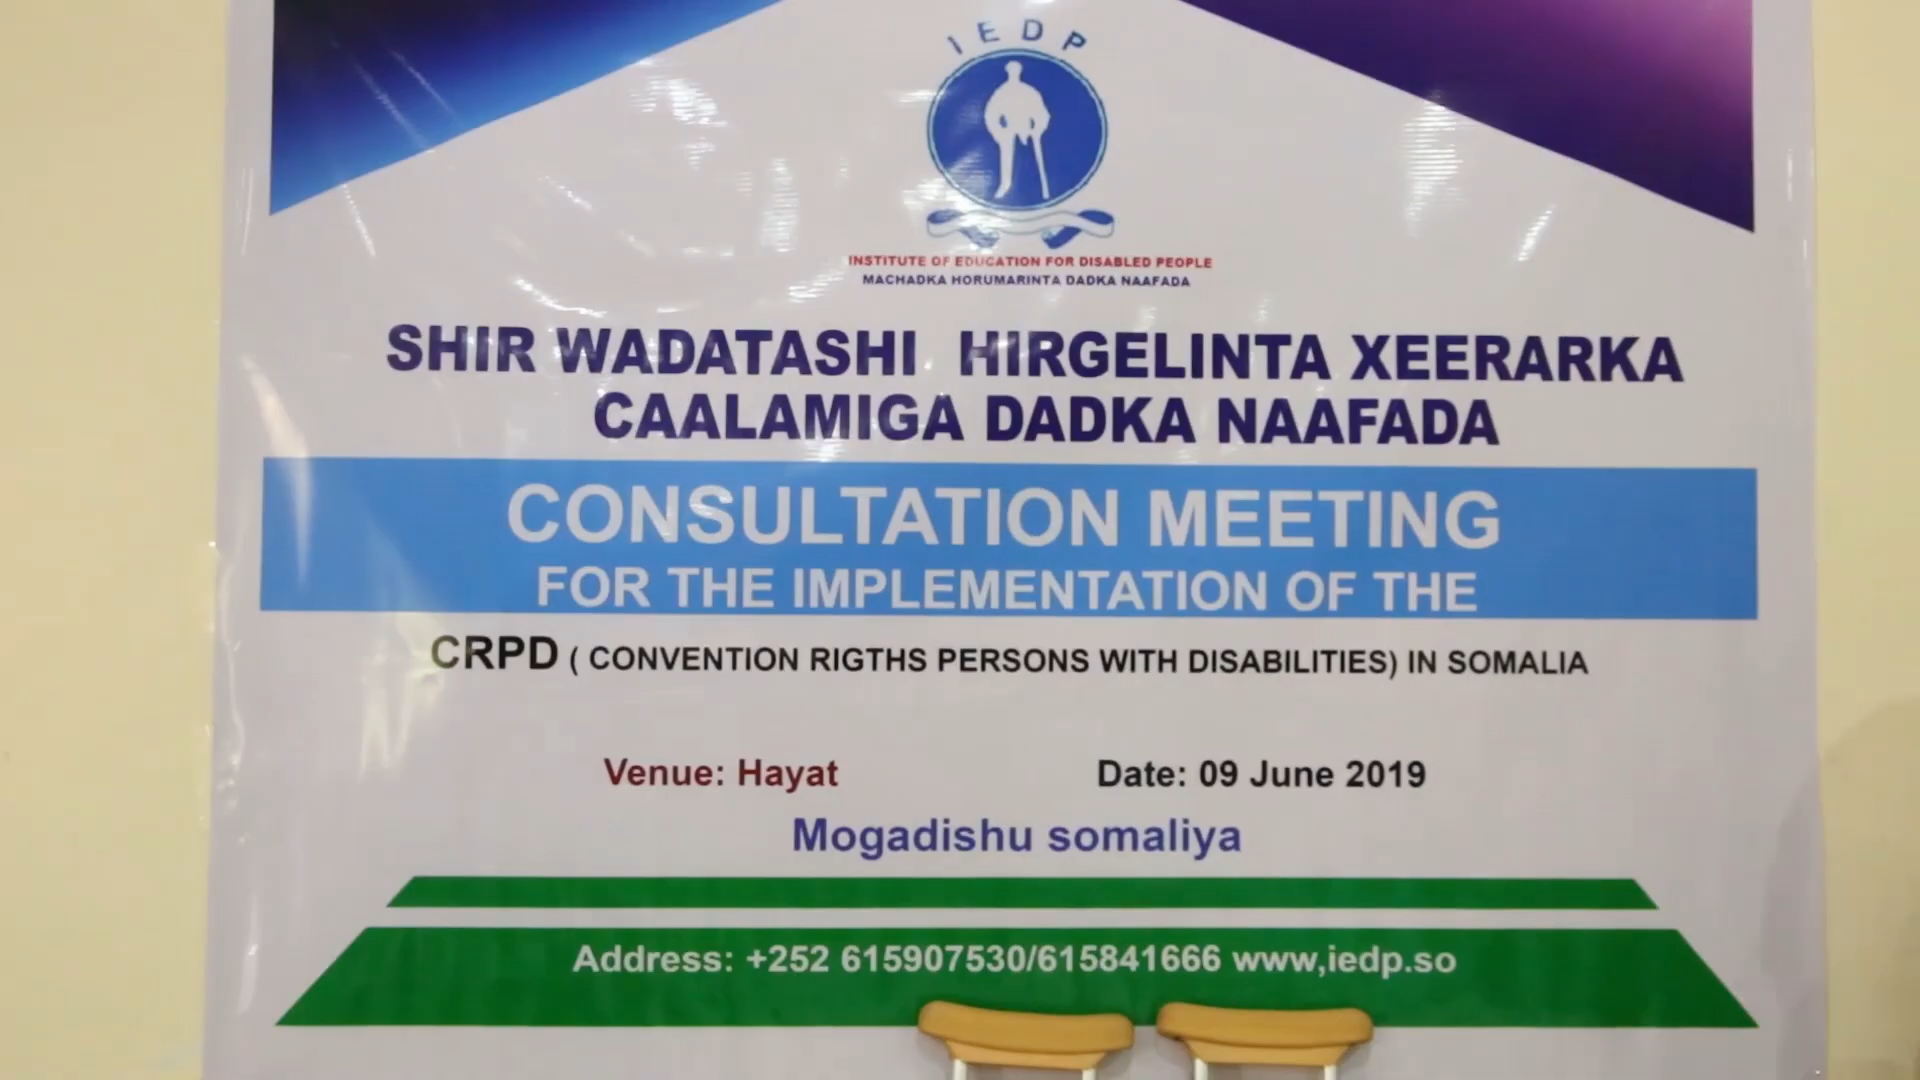 IEDP
INSTITUTE OF EDUCATION FOR DISABLED PEOPLE
MACHADKA HORUMARINTA DADKA NAAFADA
SHIR WADATASHI HIRGELINTA XEERARKA
CAALAMIGA DADKA NAAFADA
CONSULTATION MEETING
FOR THE IMPLEMENTATION OF THE
CRPD ( CONVENTION RIGTHS PERSONS WITH DISABILITIES) IN SOMALIA
Venue: Hayat Date: 09 June 2019
Mogadishu somaliya
Address: +252 615907530/615841666 www,iedp.so